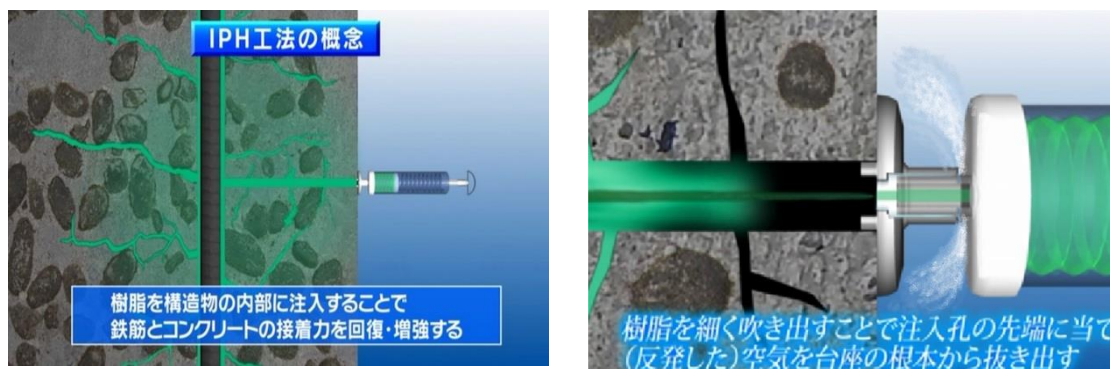 IPH工法の概念
樹脂を構造物の内部に注入することで
鉄筋とコンクリートの接着力を回復・増強する
樹脂を細く吹き出すことで注入孔の先端に当て
(反発した)空気を台座の根本から抜き出す